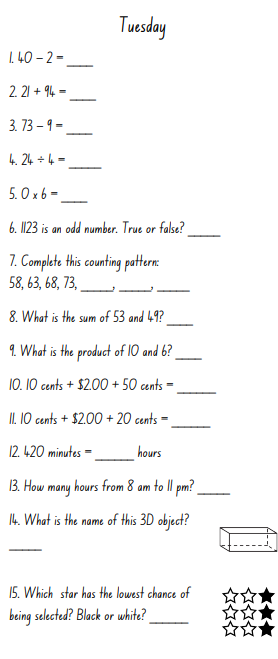 Tuesday
1. 40 – 2 = ____
2. 21 + 94 = ____
3. 73 – 9 = ____
4. 24 ÷ 4 = _____
5. 0 x 6 = ____
6. 1123 is an odd number. True or false? _____
7. Complete this counting pattern:
58, 63, 68, 73, _____, _____, _____
8. What is the sum of 53 and 49? ____
9. What is the product of 10 and 6? ____
10. 10 cents + $2.00 + 50 cents = ______
11. 10 cents + $2.00 + 20 cents = ______
12. 420 minutes = ______ hours
13. How many hours from 8 am to 11 pm? _____
14. What is the name of this 3D object?
_____
15. Which star has the lowest chance of
being selected? Black or white? ______